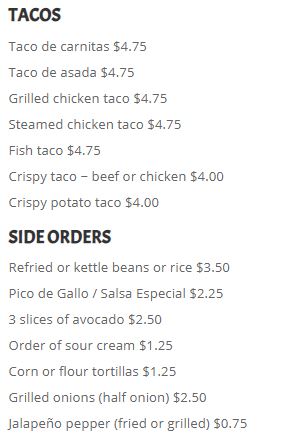 TACOS
Taco de carnitas $4.75
Taco de asada $4.75
Grilled chicken taco $4.75
Steamed chicken taco $4.75
Fish taco $4.75
Crispy taco – beef or chicken $4.00
Crispy potato taco $4.00
SIDE ORDERS
Refried or kettle beans or rice $3.50
Pico de Gallo / Salsa Especial $2.25
3 slices of avocado $2.50
Order of sour cream $1.25
Corn or flour tortillas $1.25
Grilled onions (half onion) $2.50
Jalapeño pepper (fried or grilled) $0.75